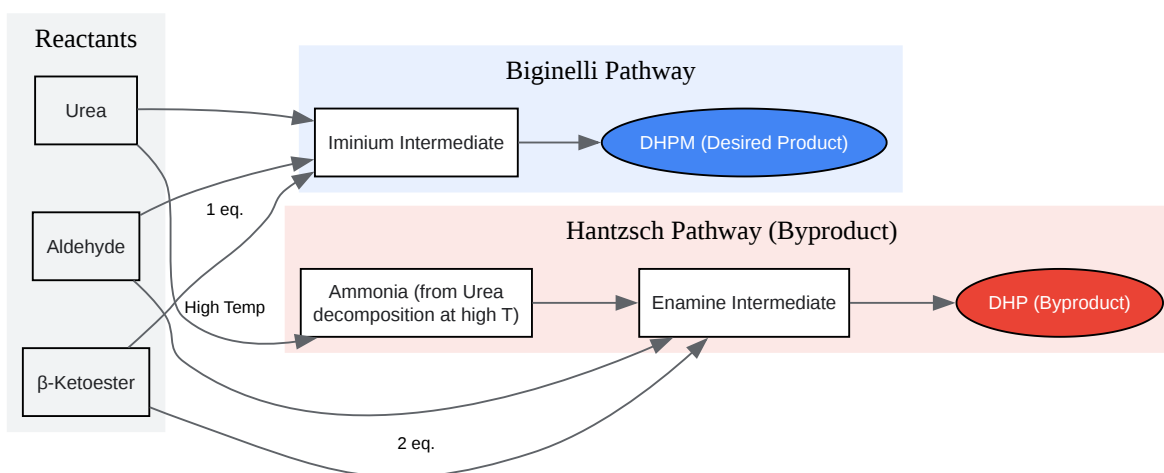 Reactants
Urea
Aldehyde
β-Ketoester
Biginelli Pathway
Iminium Intermediate
DHPM (Desired Product)
1 eq.
High Temp
Hantzsch Pathway (Byproduct)
Ammonia (from Urea
decomposition at high T)
Enamine Intermediate
DHP (Byproduct)
2 eq.